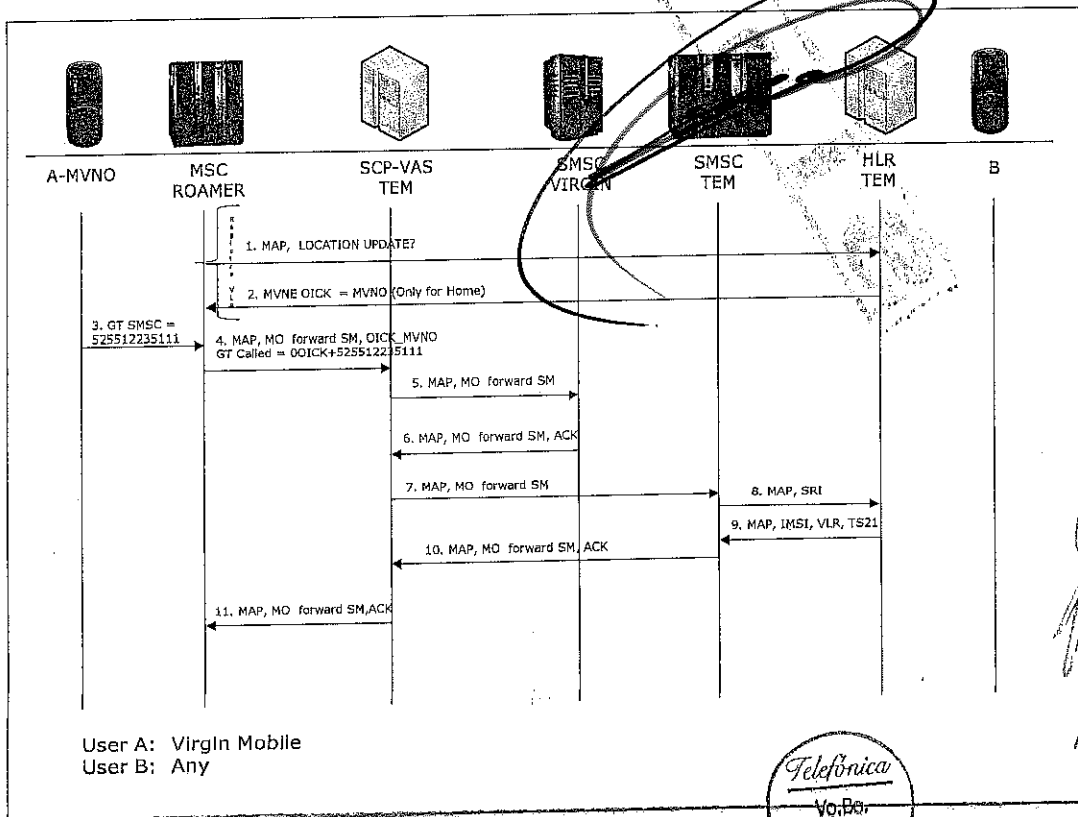 A-MVNO
MSC
ROAMER
SCP-VAS
TEM
SMSC
VIRGIN
SMSC
TEM
HLR
TEM
B
1. MAP, LOCATION UPDATE?
2. MVNE OICK = MVNO (Only for Home)
3. GT SMSC =
525512235111
4. MAP, MO forward SM, OICK_MVNO
GT Called = 0OICK+525512235111
5. MAP, MO forward SM
6. MAP, MO forward SM, ACK
7. MAP, MO forward SM
8. MAP, SRI
9. MAP, IMSI, VLR, TS21
10. MAP, MO forward SM, ACK
11. MAP, MO forward SM,ACK
User A: Virgin Mobile
User B: Any
Telefónica
Vo.Bo.